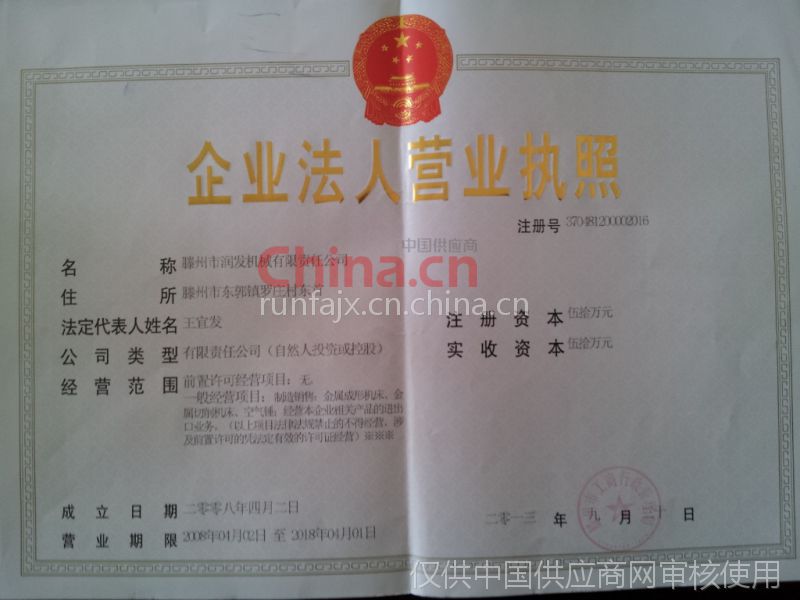 企业法人营业执照
注册号 370481200002016
中国供应商
China.cn
名称 滕州市润发机械有限责任公司
住所 滕州市东郭镇罗庄村东首
runfajx.cn.china.cn
法定代表人姓名 王宜发
注册资本 伍拾万元
公司类型 有限责任公司（自然人投资或控股）
实收资本 伍拾万元
经营范围 前置许可经营项目：无。
一般经营项目：制造销售：金属成形机床、金
属切削机床、空气锤；经营本企业相关产品的进出
口业务。（以上项目法律法规禁止的不得经营，涉
及前置许可的凭法定有效的许可证经营）※※※
成立日期 二零零八年四月二日
二零一三 年 九 月 十 日
营业期限 2008年04月02日 至 2018年04月01日
仅供中国供应商网审核使用